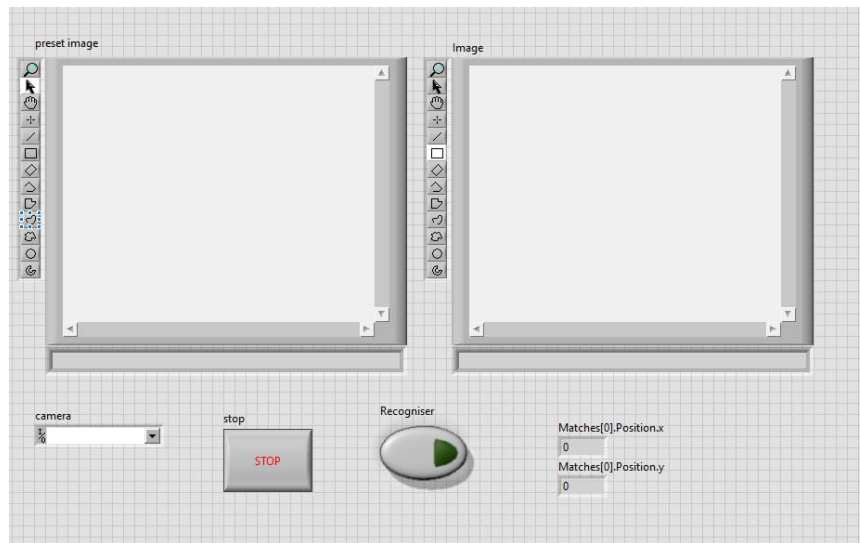 preset image
Image
camera
I/O
stop
STOP
Recogniser
Matches[0].Position.x
0
Matches[0].Position.y
0